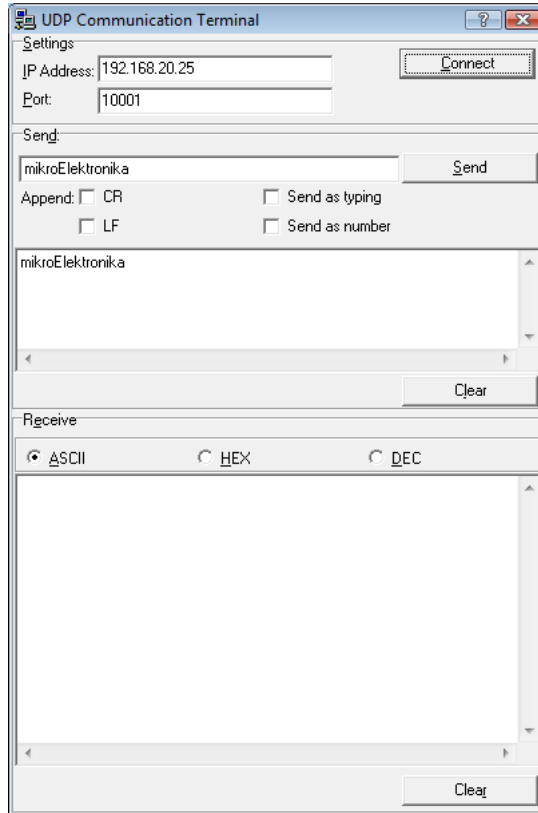 UDP Communication Terminal
Settings
IP Address: 192.168.20.25
Connect
Port: 10001
Send:
mikroElektronika
Send
Append: CR
Send as typing
LF
Send as number
mikroElektronika
Clear
Receive
ASCII HEX DEC
Clear